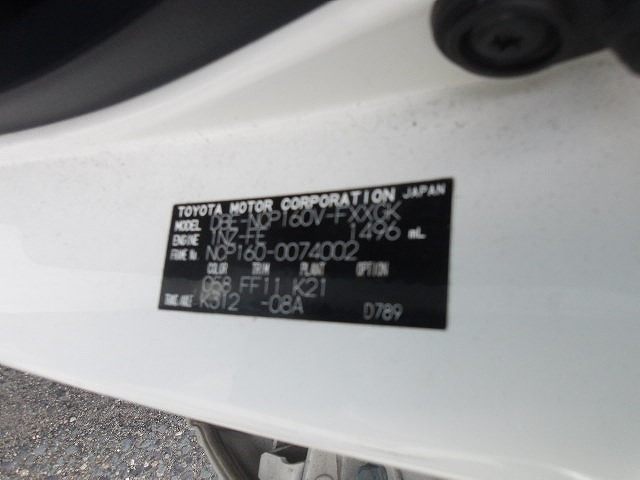 TOYOTA MOTOR CORPORATION JAPAN
MODEL DBE-NCP160V-FXXGK
ENGINE 1NZ-FE 1496 mL
FRAME No. NCP160-0074002
COLOR TRIM PLANT OPTION
058 FF11 K21
TRANS./AXLE K312 -08A D789